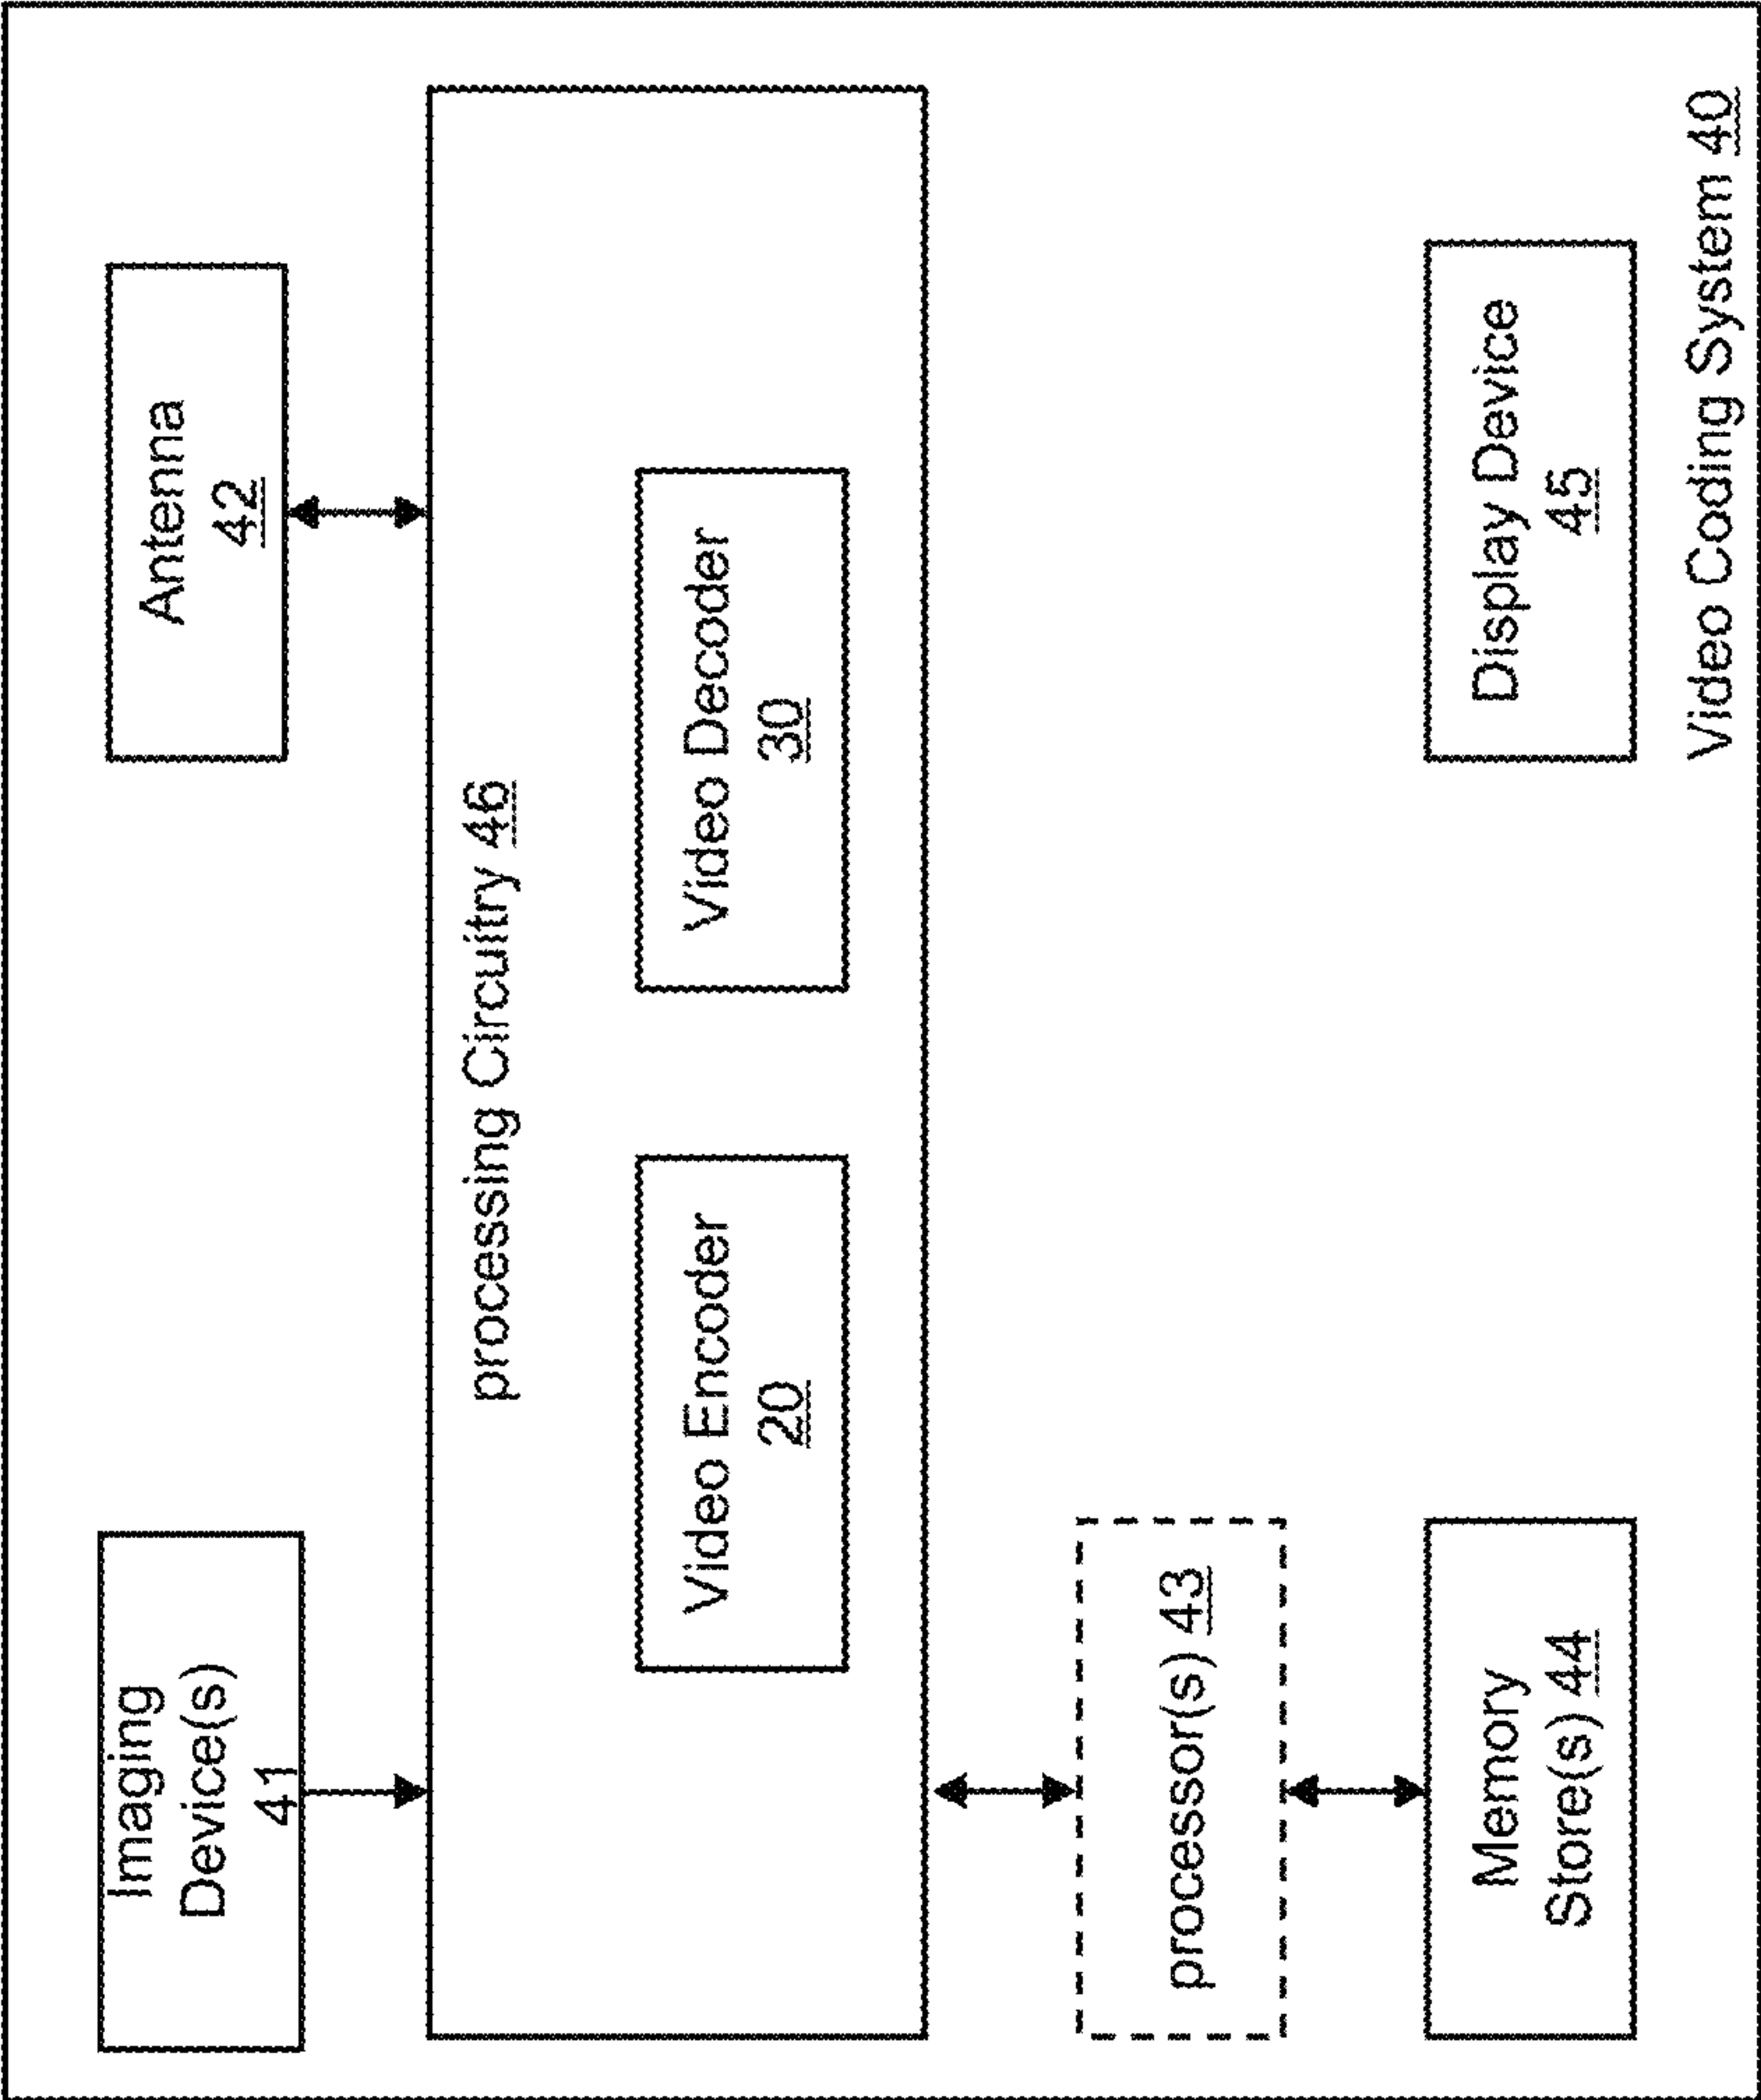 Imaging
Device(s)
41
Antenna
42
processing Circuitry 46
Video Encoder
20
Video Decoder
30
processor(s) 43
Memory
Store(s) 44
Display Device
45
Video Coding System 40